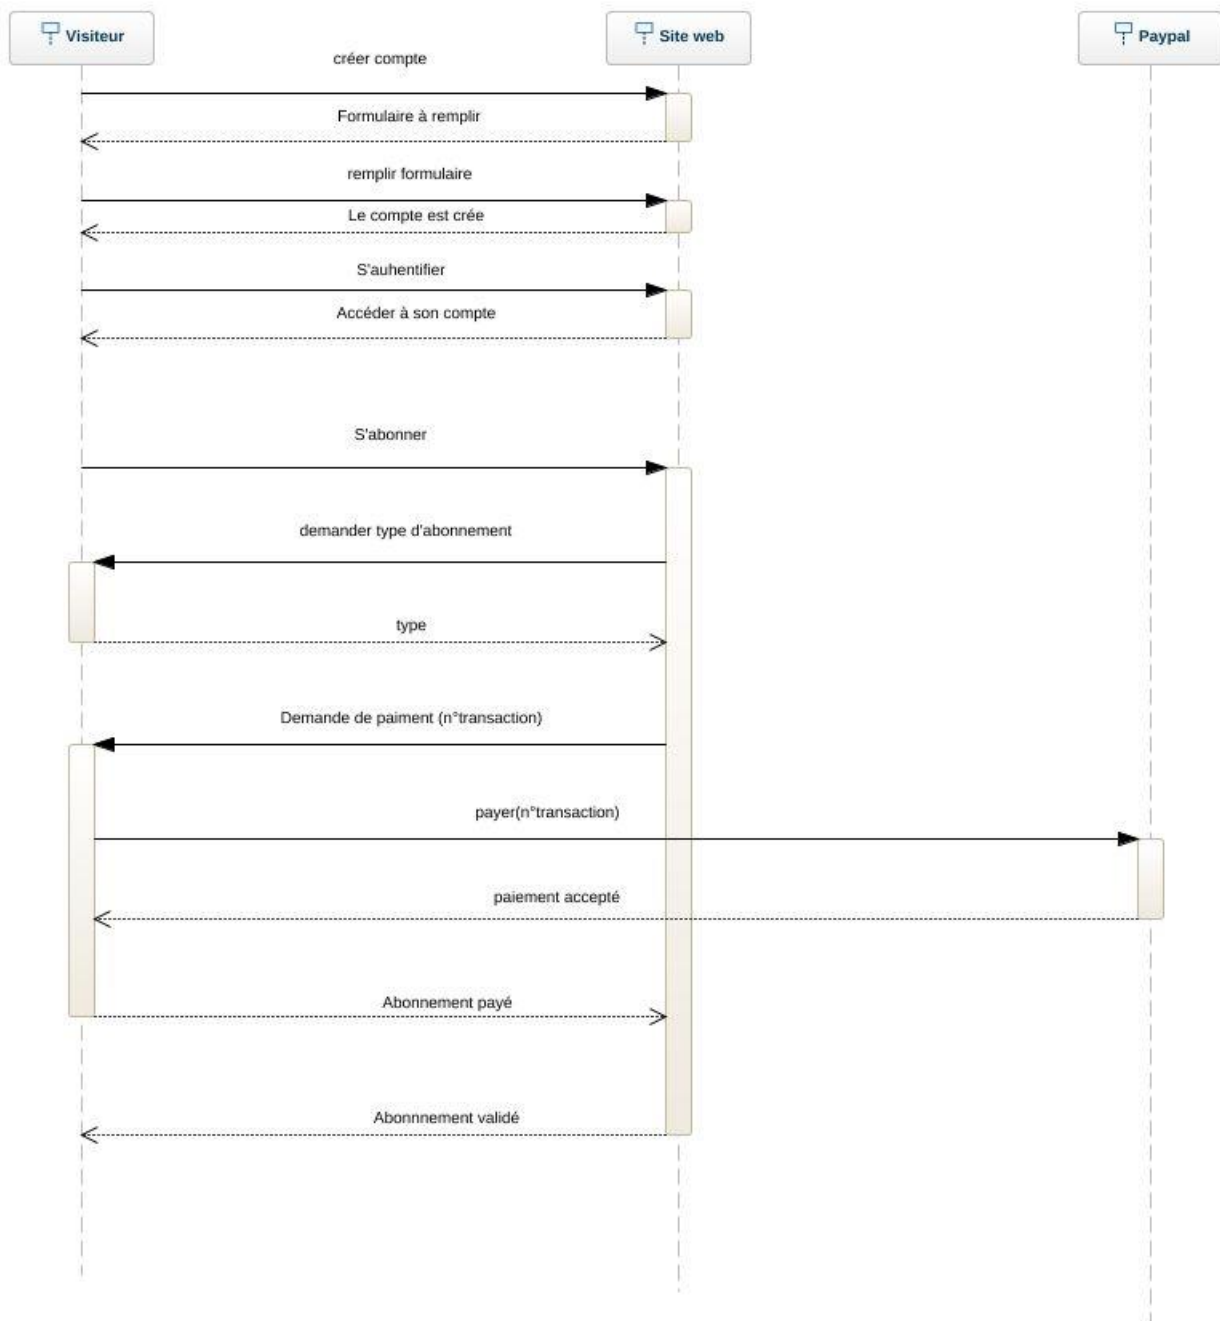 Visiteur
Site web
Paypal
créer compte
Formulaire à remplir
remplir formulaire
Le compte est crée
S'auhentifier
Accéder à son compte
S'abonner
demander type d'abonnement
type
Demande de paiment (n°transaction)
payer(n°transaction)
paiement accepté
Abonnement payé
Abonnnement validé